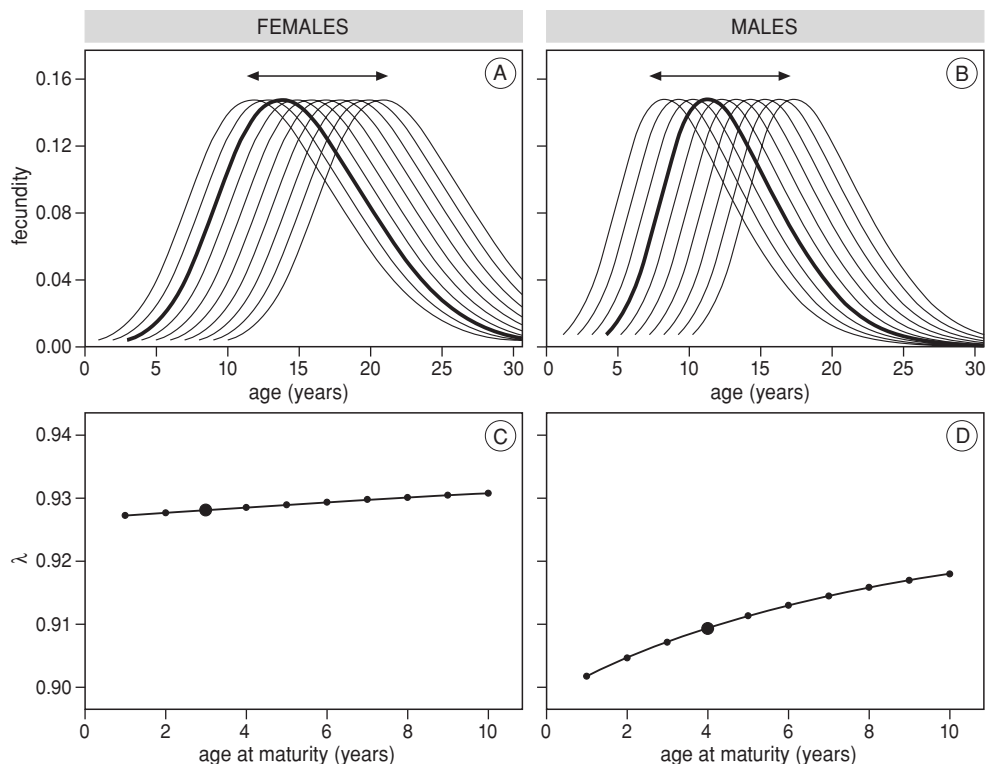 FEMALES
MALES
A
B
0.16
0.12
0.08
0.04
0.00
fecundity
0 5 10 15 20 25 30
0 5 10 15 20 25 30
age (years)
age (years)
C
D
0.94
0.93
0.92
0.91
0.90
λ
0 2 4 6 8 10
0 2 4 6 8 10
age at maturity (years)
age at maturity (years)